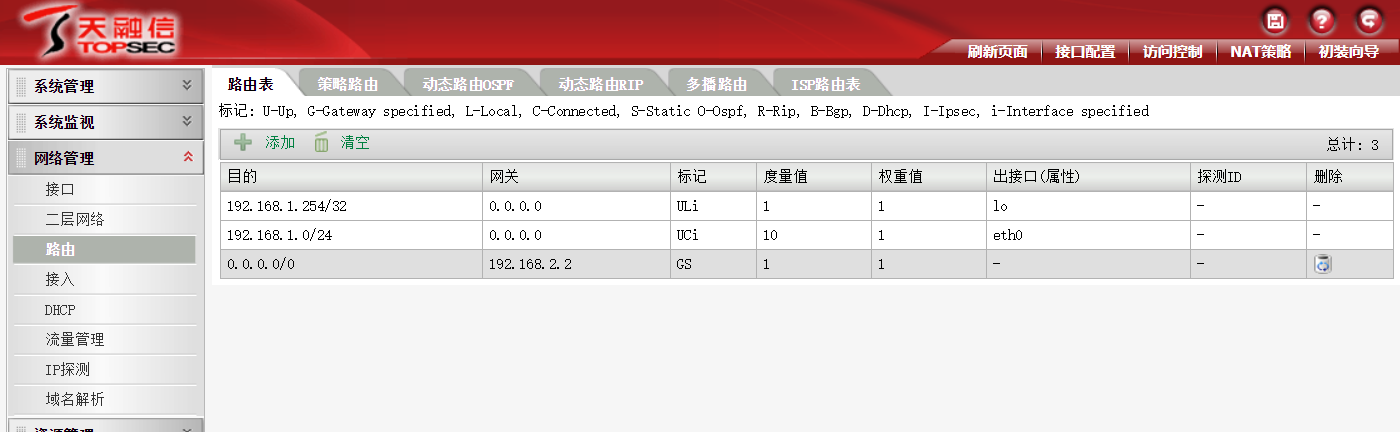 天融信
TOPSEC
刷新页面 接口配置 访问控制 NAT策略 初装向导
系统管理
系统监视
网络管理
接口
二层网络
路由
接入
DHCP
流量管理
IP探测
域名解析
资源管理
路由表 策略路由 动态路由OSPF 动态路由RIP 多播路由 ISP路由表
标记: U-Up, G-Gateway specified, L-Local, C-Connected, S-Static O-Ospf, R-Rip, B-Bgp, D-Dhcp, I-Ipsec, i-Interface specified
添加 清空 总计: 3
目的 网关 标记 度量值 权重值 出接口(属性) 探测ID 删除
192.168.1.254/32 0.0.0.0 ULi 1 1 lo - -
192.168.1.0/24 0.0.0.0 UCi 10 1 eth0 - -
0.0.0.0/0 192.168.2.2 GS 1 1 - -